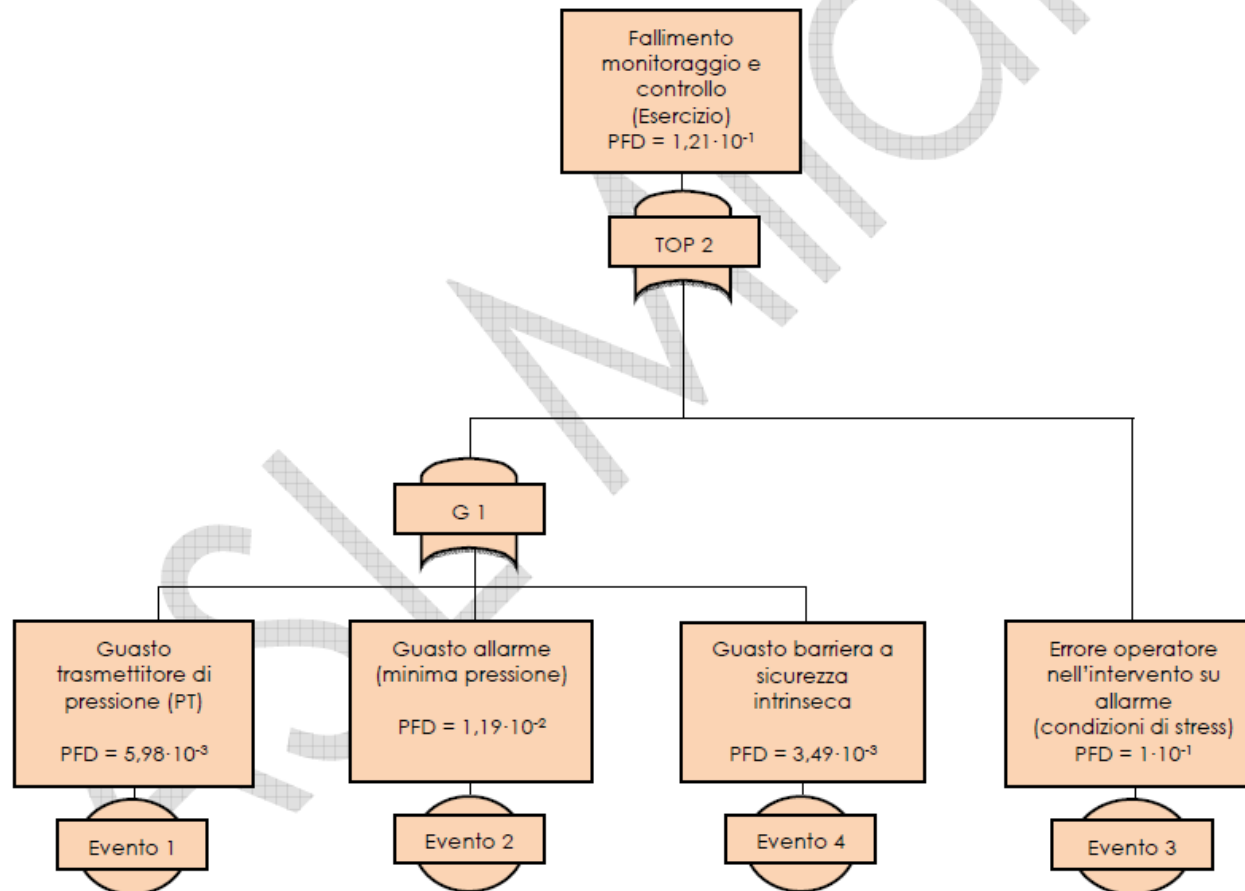 Fallimento
monitoraggio e
controllo
(Esercizio)
PFD = 1,21·10⁻¹
TOP 2
G 1
Guasto
trasmettitore di
pressione (PT)
PFD = 5,98·10⁻³
Evento 1
Guasto allarme
(minima pressione)
PFD = 1,19·10⁻²
Evento 2
Guasto barriera a
sicurezza
intrinseca
PFD = 3,49·10⁻³
Evento 4
Errore operatore
nell'intervento su
allarme
(condizioni di stress)
PFD = 1·10⁻¹
Evento 3